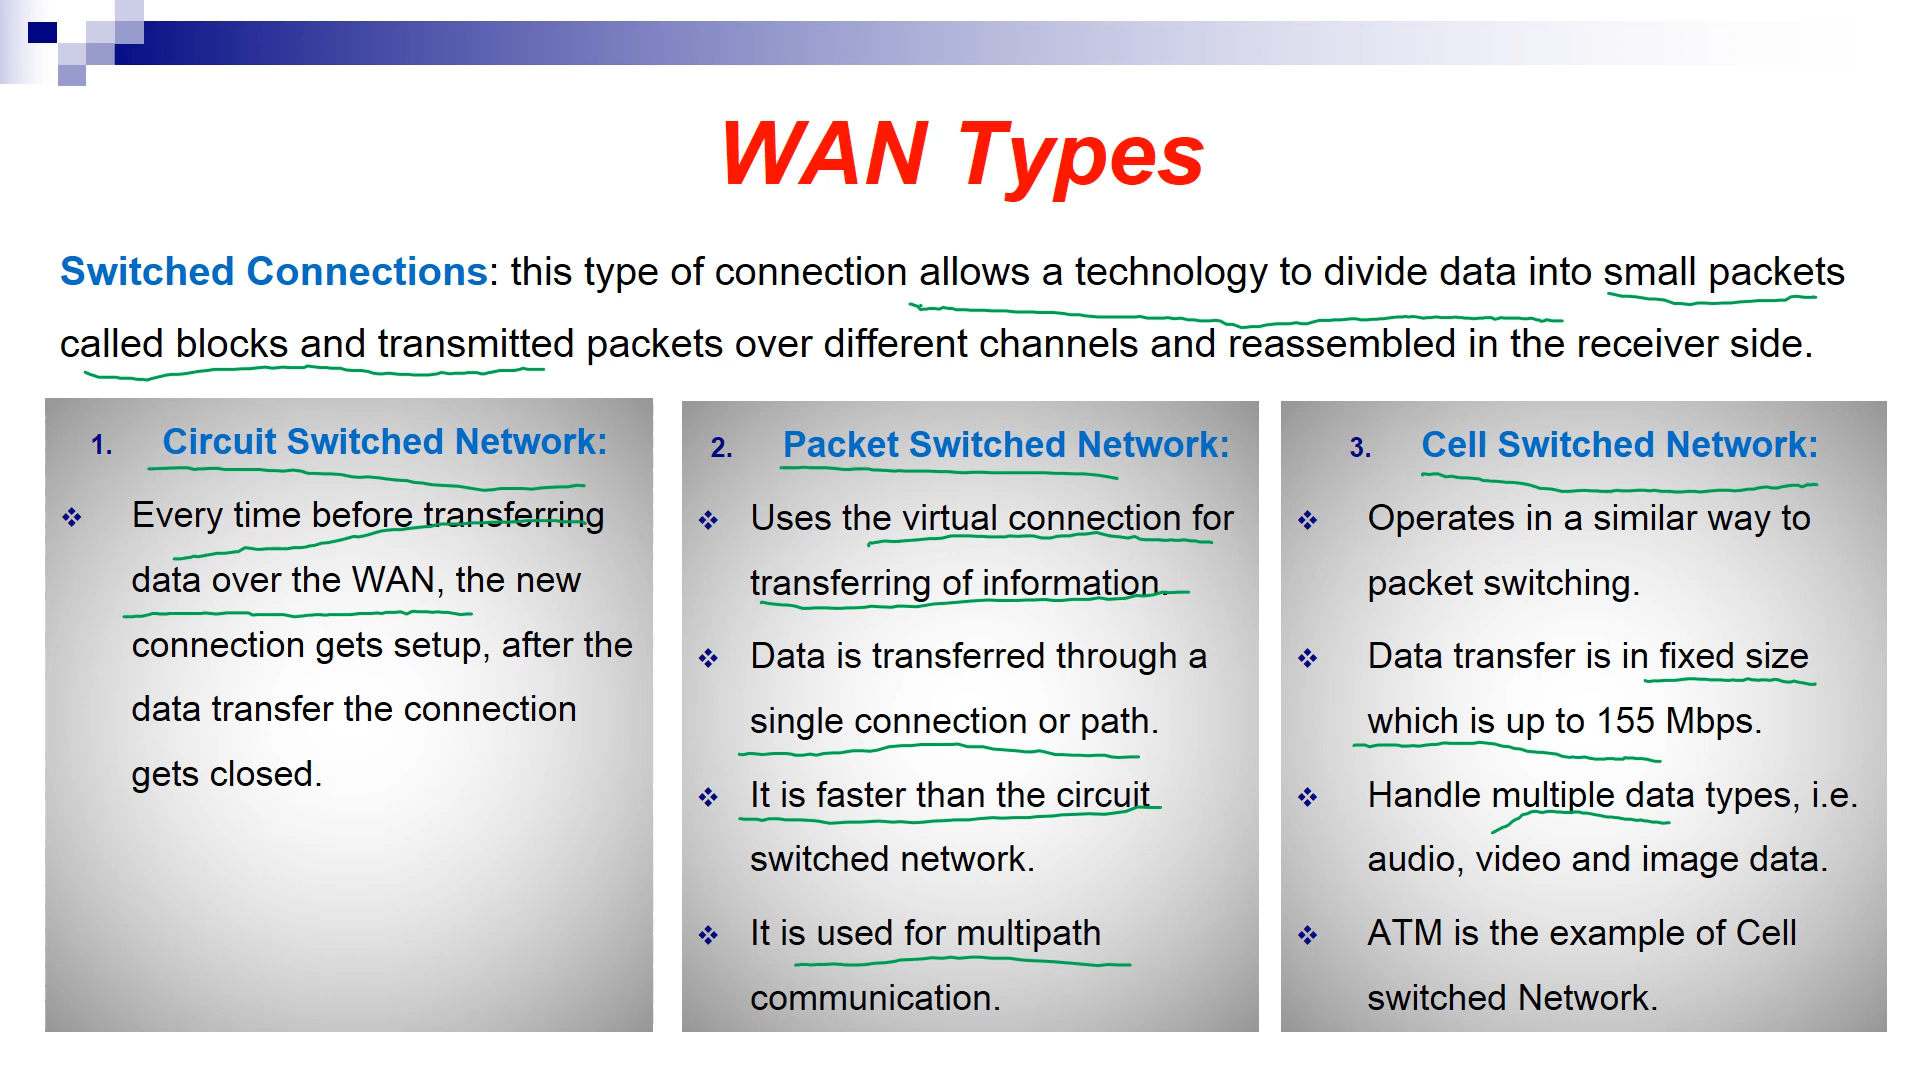 WAN Types
Switched Connections: this type of connection allows a technology to divide data into small packets
called blocks and transmitted packets over different channels and reassembled in the receiver side.
1. Circuit Switched Network:
❖ Every time before transferring
data over the WAN, the new
connection gets setup, after the
data transfer the connection
gets closed.
2. Packet Switched Network:
❖ Uses the virtual connection for
transferring of information.
❖ Data is transferred through a
single connection or path.
❖ It is faster than the circuit
switched network.
❖ It is used for multipath
communication.
3. Cell Switched Network:
❖ Operates in a similar way to
packet switching.
❖ Data transfer is in fixed size
which is up to 155 Mbps.
❖ Handle multiple data types, i.e.
audio, video and image data.
❖ ATM is the example of Cell
switched Network.